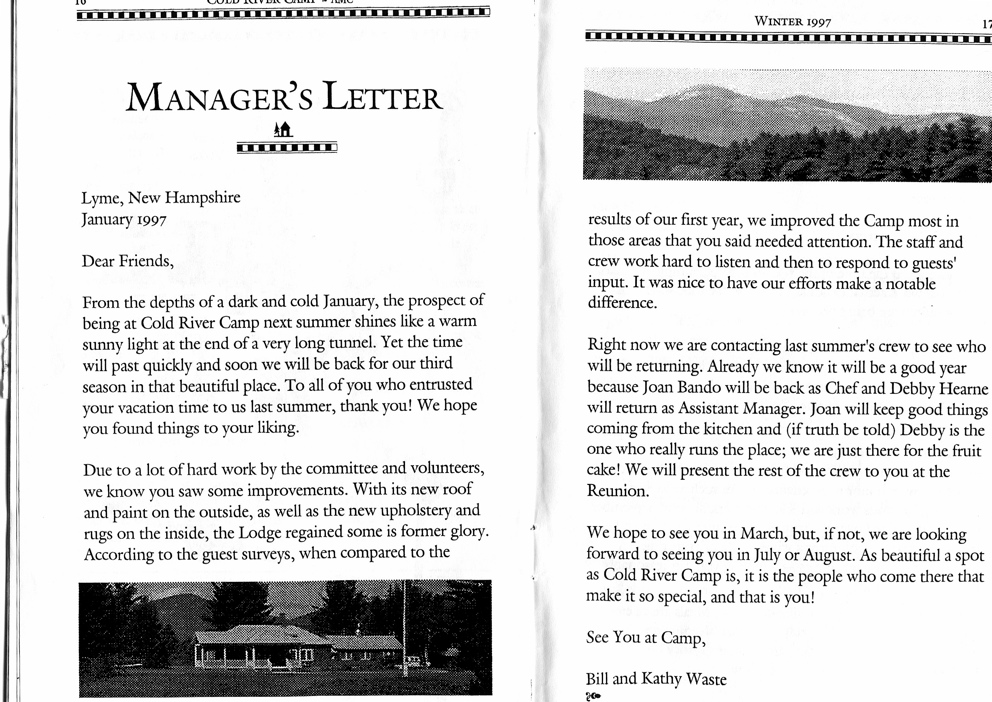 16 COLD RIVER CAMP ~ AMC
MANAGER'S LETTER
Lyme, New Hampshire
January 1997
Dear Friends,
From the depths of a dark and cold January, the prospect of
being at Cold River Camp next summer shines like a warm
sunny light at the end of a very long tunnel. Yet the time
will past quickly and soon we will be back for our third
season in that beautiful place. To all of you who entrusted
your vacation time to us last summer, thank you! We hope
you found things to your liking.
Due to a lot of hard work by the committee and volunteers,
we know you saw some improvements. With its new roof
and paint on the outside, as well as the new upholstery and
rugs on the inside, the Lodge regained some is former glory.
According to the guest surveys, when compared to the
WINTER 1997 17
results of our first year, we improved the Camp most in
those areas that you said needed attention. The staff and
crew work hard to listen and then to respond to guests'
input. It was nice to have our efforts make a notable
difference.
Right now we are contacting last summer's crew to see who
will be returning. Already we know it will be a good year
because Joan Bando will be back as Chef and Debby Hearne
will return as Assistant Manager. Joan will keep good things
coming from the kitchen and (if truth be told) Debby is the
one who really runs the place; we are just there for the fruit
cake! We will present the rest of the crew to you at the
Reunion.
We hope to see you in March, but, if not, we are looking
forward to seeing you in July or August. As beautiful a spot
as Cold River Camp is, it is the people who come there that
make it so special, and that is you!
See You at Camp,
Bill and Kathy Waste